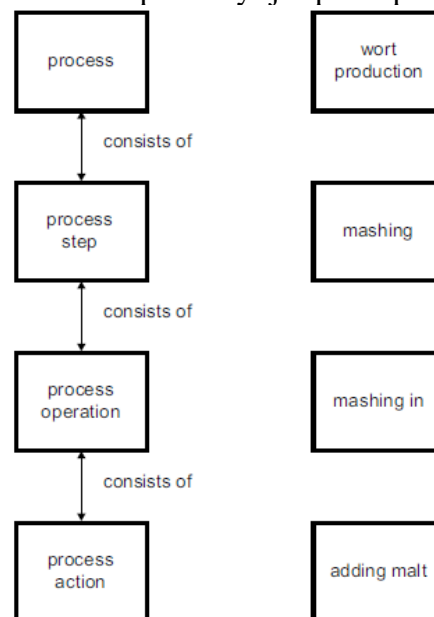 process
wort
production
consists of
process
step
mashing
consists of
process
operation
mashing in
consists of
process
action
adding malt